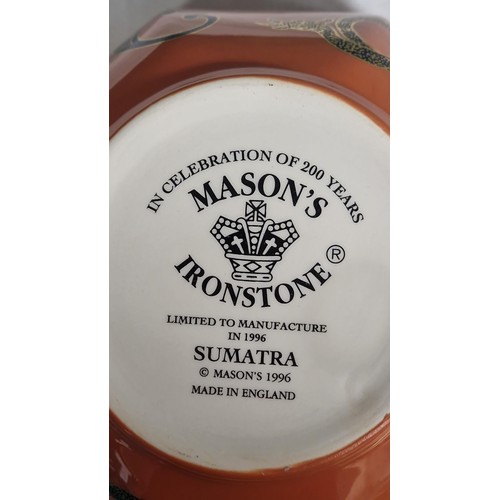 IN CELEBRATION OF 200 YEARS
MASON'S
IRONSTONE ®
LIMITED TO MANUFACTURE
IN 1996
SUMATRA
© MASON'S 1996
MADE IN ENGLAND